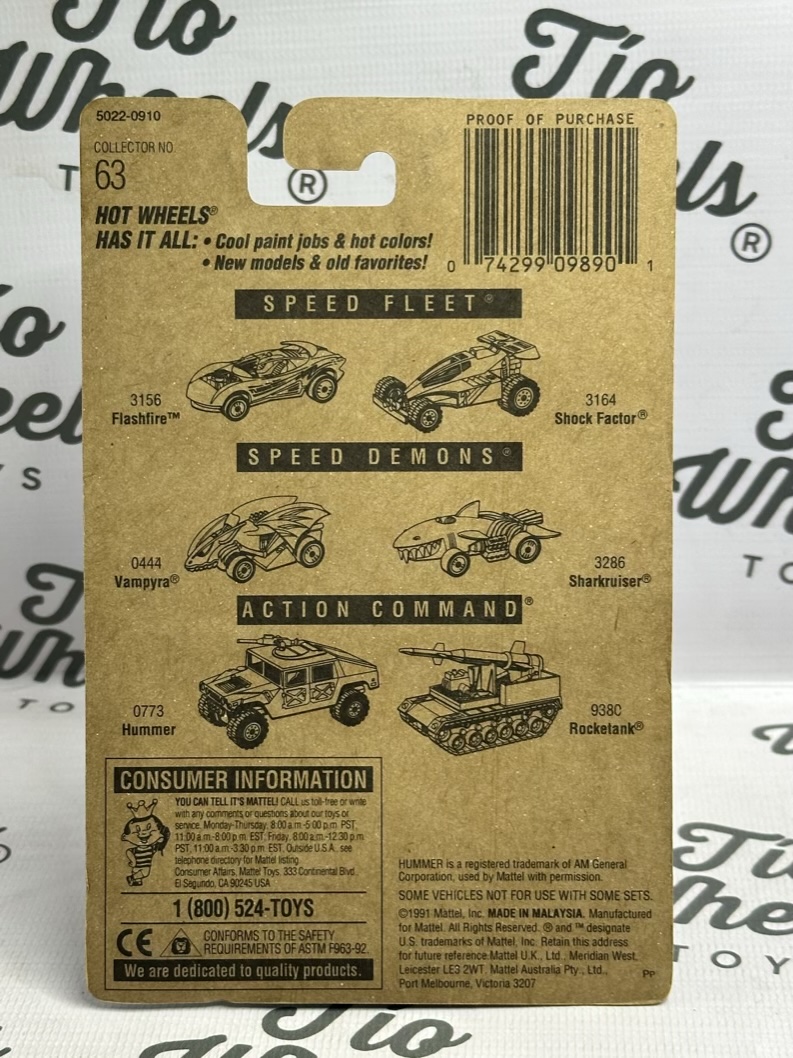 Tío
Wheels
5022-0910
PROOF OF PURCHASE
COLLECTOR NO.
63
®
HOT WHEELS®
HAS IT ALL: • Cool paint jobs & hot colors!
• New models & old favorites!
0 74299 09890 1
®
SPEED FLEET®
3156
Flashfire™
3164
Shock Factor®
SPEED DEMONS®
0444
Vampyra®
3286
Sharkruiser®
ACTION COMMAND®
0773
Hummer
9380
Rocketank®
CONSUMER INFORMATION
YOU CAN TELL IT'S MATTEL! CALL us toll-free or write
with any comments or questions about our toys or
service. Monday-Thursday, 8:00 a.m.-5:00 p.m. PST,
11:00 a.m.-8:00 p.m. EST; Friday, 8:00 a.m.-12:30 p.m.
PST, 11:00 a.m.-3:30 p.m. EST. Outside U.S.A., see
telephone directory for Mattel listing.
Consumer Affairs, Mattel Toys, 333 Continental Blvd.,
El Segundo, CA 90245 USA
1 (800) 524-TOYS
CE
CONFORMS TO THE SAFETY
REQUIREMENTS OF ASTM F963-92.
We are dedicated to quality products.
HUMMER is a registered trademark of AM General
Corporation, used by Mattel with permission.
SOME VEHICLES NOT FOR USE WITH SOME SETS.
©1991 Mattel, Inc. MADE IN MALAYSIA. Manufactured
for Mattel. All Rights Reserved. ® and ™ designate
U.S. trademarks of Mattel, Inc. Retain this address
for future reference:Mattel U.K., Ltd., Meridian West,
Leicester LE3 2WT. Mattel Australia Pty., Ltd.,
Port Melbourne, Victoria 3207
PP